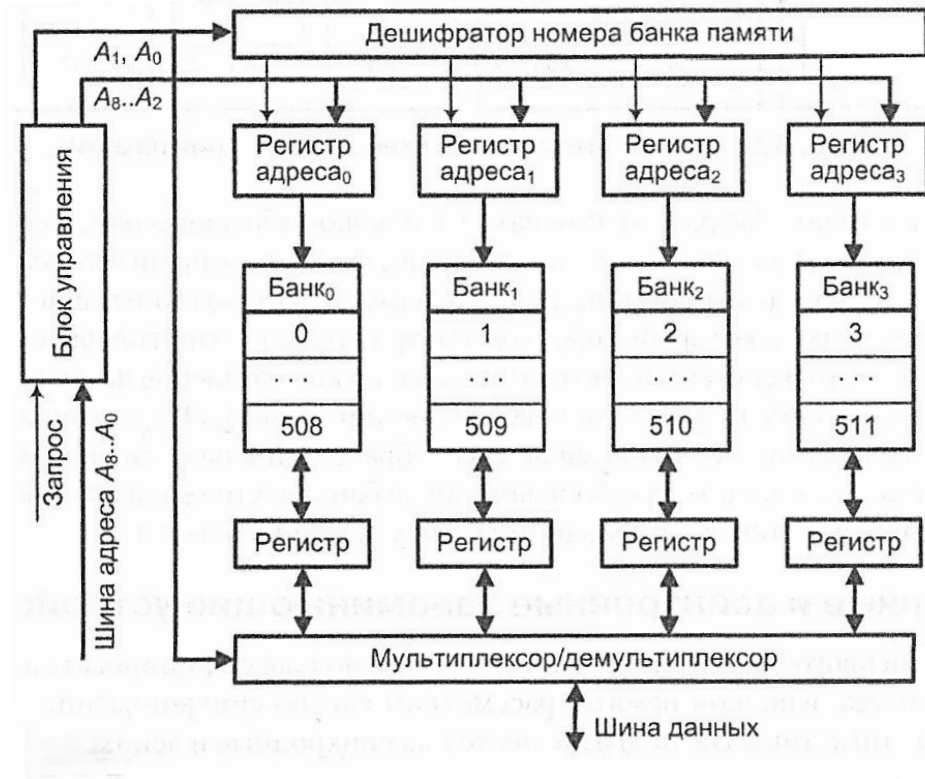 Дешифратор номера банка памяти
A1, A0
A8..A2
Блок управления
Регистр
адреса0
Регистр
адреса1
Регистр
адреса2
Регистр
адреса3
Банк0
Банк1
Банк2
Банк3
0
1
2
3
. . .
. . .
. . .
. . .
508
509
510
511
Запрос
Шина адреса A8..A0
Регистр
Регистр
Регистр
Регистр
Мультиплексор/демультиплексор
Шина данных